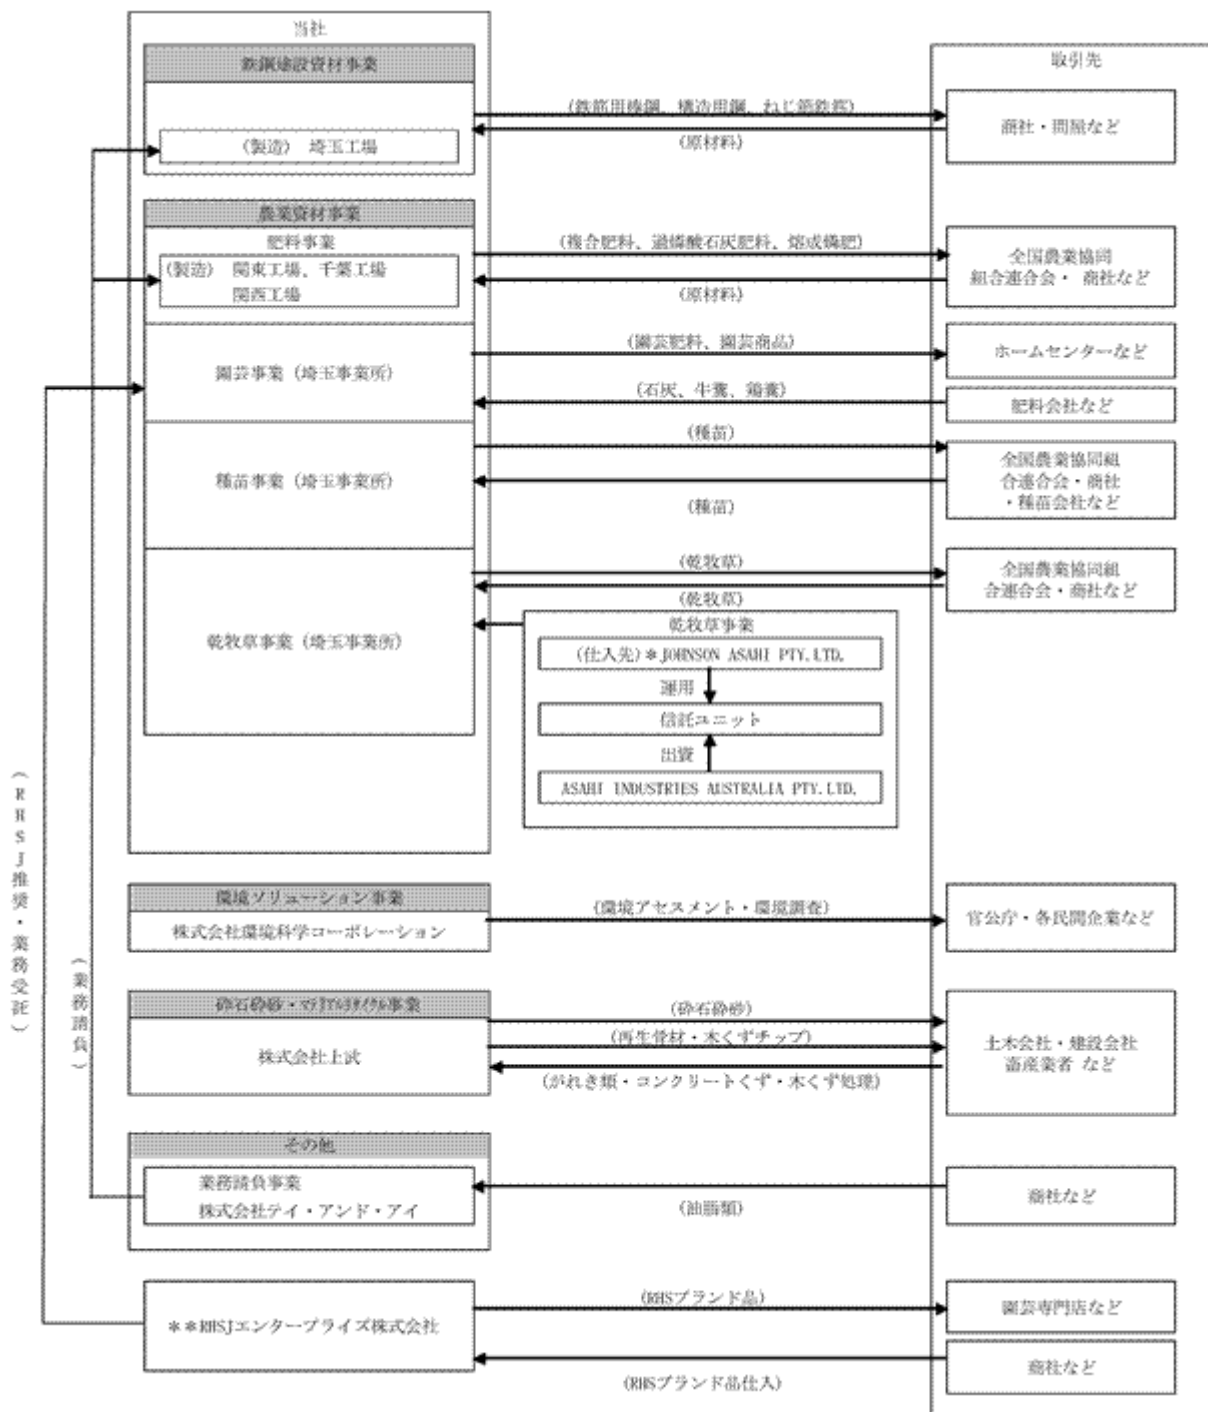 当社
取引先
鉄鋼建設資材事業
(製造) 埼玉工場
(鉄筋用棒鋼、構造用鋼、ねじ節鉄筋)
(原材料)
商社・問屋など
農業資材事業
肥料事業
(製造) 関東工場、千葉工場
関西工場
(複合肥料、過燐酸石灰肥料、熔成燐肥)
(原材料)
全国農業協同
組合連合会・ 商社など
園芸事業 (埼玉事業所)
(園芸肥料、園芸商品)
ホームセンターなど
(石灰、牛糞、鶏糞)
肥料会社など
種苗事業 (埼玉事業所)
(種苗)
(種苗)
全国農業協同組
合連合会・商社
・種苗会社など
乾牧草事業 (埼玉事業所)
(乾牧草)
(乾牧草)
全国農業協同組
合連合会・商社など
乾牧草事業
(仕入先)*JOHNSON ASAHI PTY.LTD.
運用
信託ユニット
出資
ASAHI INDUSTRIES AUSTRALIA PTY.LTD.
(RHSJ推奨・業務受託)
(業務請負)
環境ソリューション事業
株式会社環境科学コーポレーション
(環境アセスメント・環境調査)
官公庁・各民間企業など
砕石砕砂・マテリアルリサイクル事業
株式会社上武
(砕石砕砂)
(再生骨材・木くずチップ)
(がれき類・コンクリートくず・木くず処理)
土木会社・建設会社
畜産業者 など
その他
業務請負事業
株式会社テイ・アンド・アイ
(油脂類)
商社など
**RHSJエンタープライズ株式会社
(RHSブランド品)
園芸専門店など
(RHSブランド品仕入)
商社など